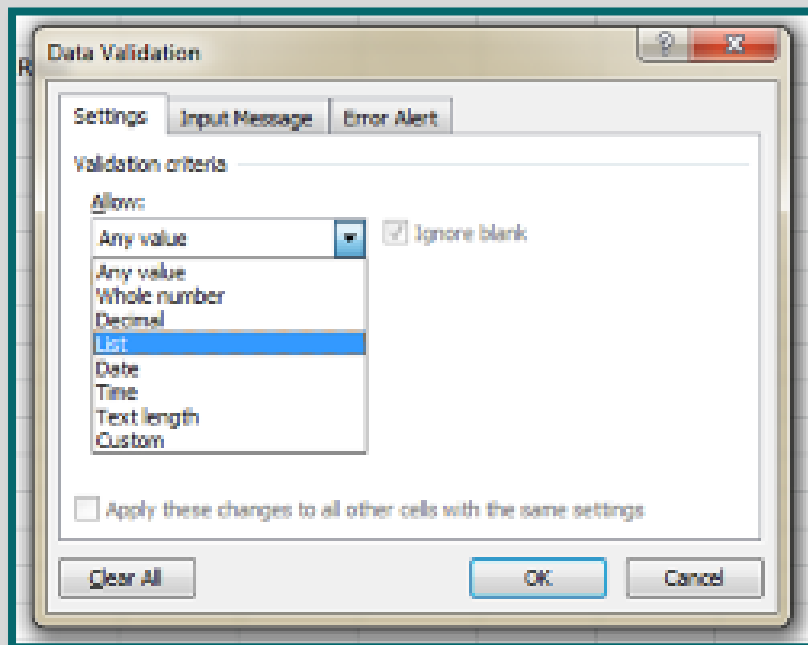 Data Validation
R
Settings Input Message Error Alert
Validation criteria
Allow:
Any value Ignore blank
Any value
Whole number
Decimal
List
Date
Time
Text length
Custom
Apply these changes to all other cells with the same settings
Clear All OK Cancel